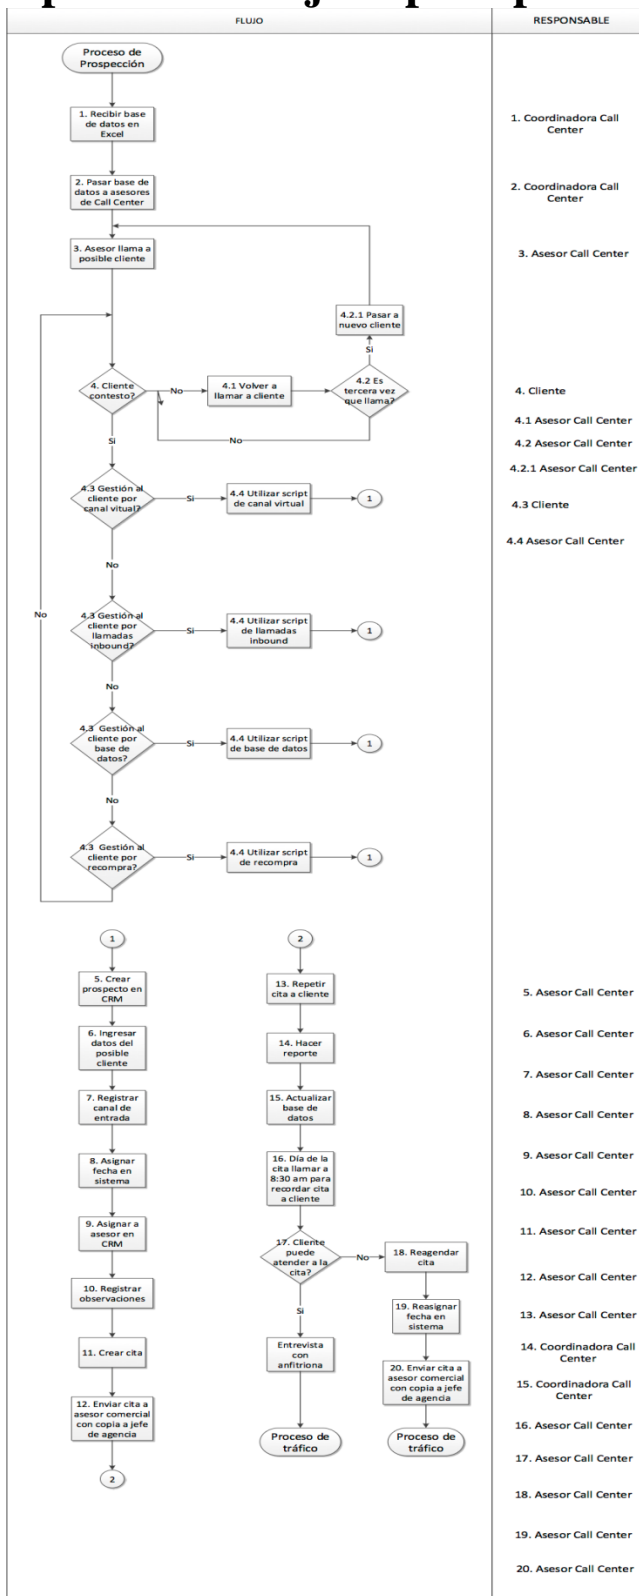 FLUJO
RESPONSABLE
Proceso de
Prospección
1. Recibir base
de datos en
Excel
1. Coordinadora Call
Center
2. Pasar base de
datos a asesores
de Call Center
2. Coordinadora Call
Center
3. Asesor llama a
posible cliente
3. Asesor Call Center
4.2.1 Pasar a
nuevo cliente
Si
4. Cliente
contesto?
No
4.1 Volver a
llamar a cliente
4.2 Es
tercera vez
que llama?
No
Si
4. Cliente
4.1 Asesor Call Center
4.2 Asesor Call Center
4.2.1 Asesor Call Center
4.3 Cliente
4.4 Asesor Call Center
4.3 Gestión al
cliente por
canal vitual?
Si
4.4 Utilizar script
de canal virtual
1
No
No
4.3 Gestión al
cliente por
llamadas
inbound?
Si
4.4 Utilizar script
de llamadas
inbound
1
No
4.3 Gestión al
cliente por
base de
datos?
Si
4.4 Utilizar script
de base de datos
1
No
4.3 Gestión al
cliente por
recompra?
Si
4.4 Utilizar script
de recompra
1
1
5. Crear
prospecto en
CRM
6. Ingresar
datos del
posible
cliente
7. Registrar
canal de
entrada
8. Asignar
fecha en
sistema
9. Asignar a
asesor en
CRM
10. Registrar
observaciones
11. Crear cita
12. Enviar cita a
asesor comercial
con copia a jefe
de agencia
2
2
13. Repetir
cita a cliente
14. Hacer
reporte
15. Actualizar
base de
datos
16. Día de la
cita llamar a
8:30 am para
recordar cita
a cliente
17. Cliente
puede
atender a la
cita?
No
18. Reagendar
cita
Si
19. Reasignar
fecha en
sistema
Entrevista
con
anfitriona
20. Enviar cita a
asesor comercial
con copia a jefe
de agencia
Proceso de
tráfico
Proceso de
tráfico
5. Asesor Call Center
6. Asesor Call Center
7. Asesor Call Center
8. Asesor Call Center
9. Asesor Call Center
10. Asesor Call Center
11. Asesor Call Center
12. Asesor Call Center
13. Asesor Call Center
14. Coordinadora Call
Center
15. Coordinadora Call
Center
16. Asesor Call Center
17. Asesor Call Center
18. Asesor Call Center
19. Asesor Call Center
20. Asesor Call Center